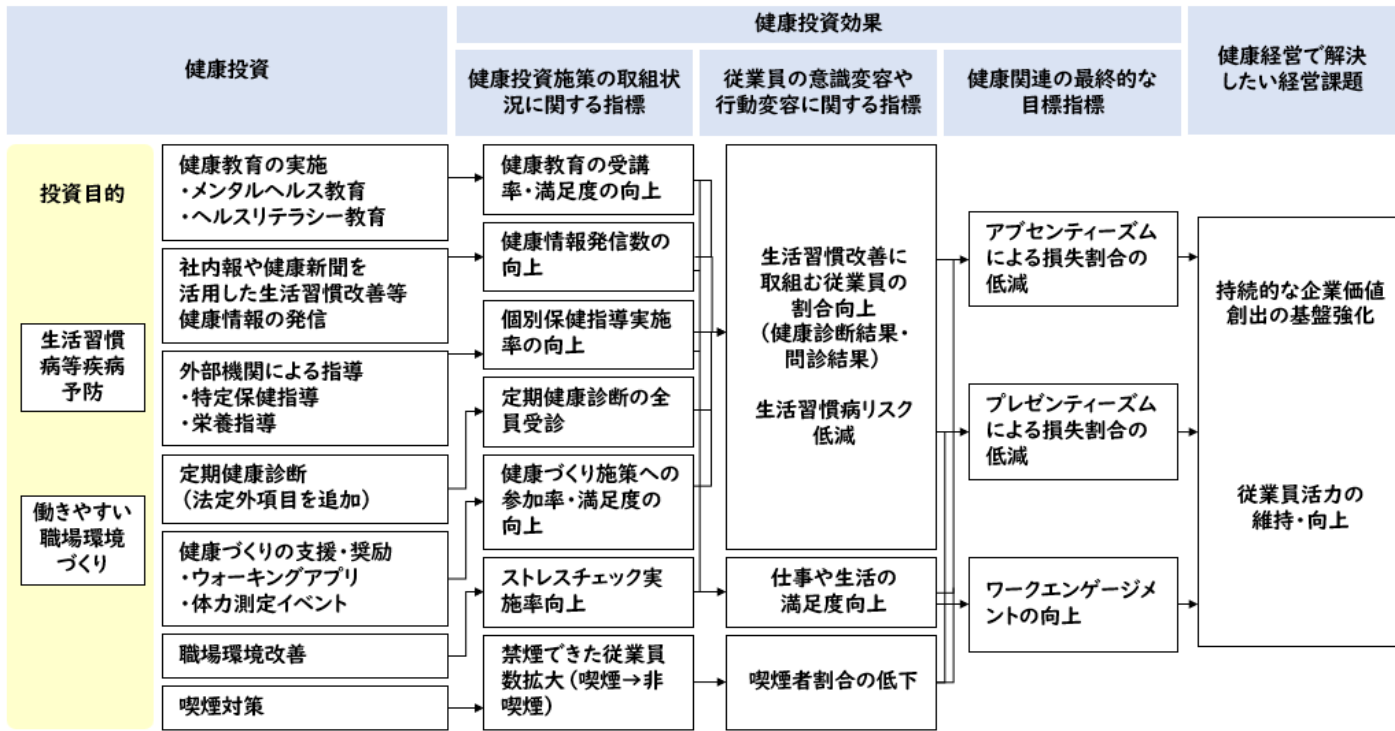 健康投資
健康投資効果
健康投資施策の取組状
況に関する指標
従業員の意識変容や
行動変容に関する指標
健康関連の最終的な
目標指標
健康経営で解決
したい経営課題
投資目的
生活習慣
病等疾病
予防
働きやすい
職場環境
づくり
健康教育の実施
・メンタルヘルス教育
・ヘルスリテラシー教育
社内報や健康新聞を
活用した生活習慣改善等
健康情報の発信
外部機関による指導
・特定保健指導
・栄養指導
定期健康診断
（法定外項目を追加）
健康づくりの支援・奨励
・ウォーキングアプリ
・体力測定イベント
職場環境改善
喫煙対策
健康教育の受講
率・満足度の向上
健康情報発信数の
向上
個別保健指導実施
率の向上
定期健康診断の全
員受診
健康づくり施策への
参加率・満足度の
向上
ストレスチェック実
施率向上
禁煙できた従業員
数拡大（喫煙→非
喫煙）
生活習慣改善に
取組む従業員の
割合向上
（健康診断結果・
問診結果）
生活習慣病リスク
低減
仕事や生活の
満足度向上
喫煙者割合の低下
アブセンティーズム
による損失割合の
低減
プレゼンティーズム
による損失割合の
低減
ワークエンゲージメ
ントの向上
持続的な企業価値
創出の基盤強化
従業員活力の
維持・向上